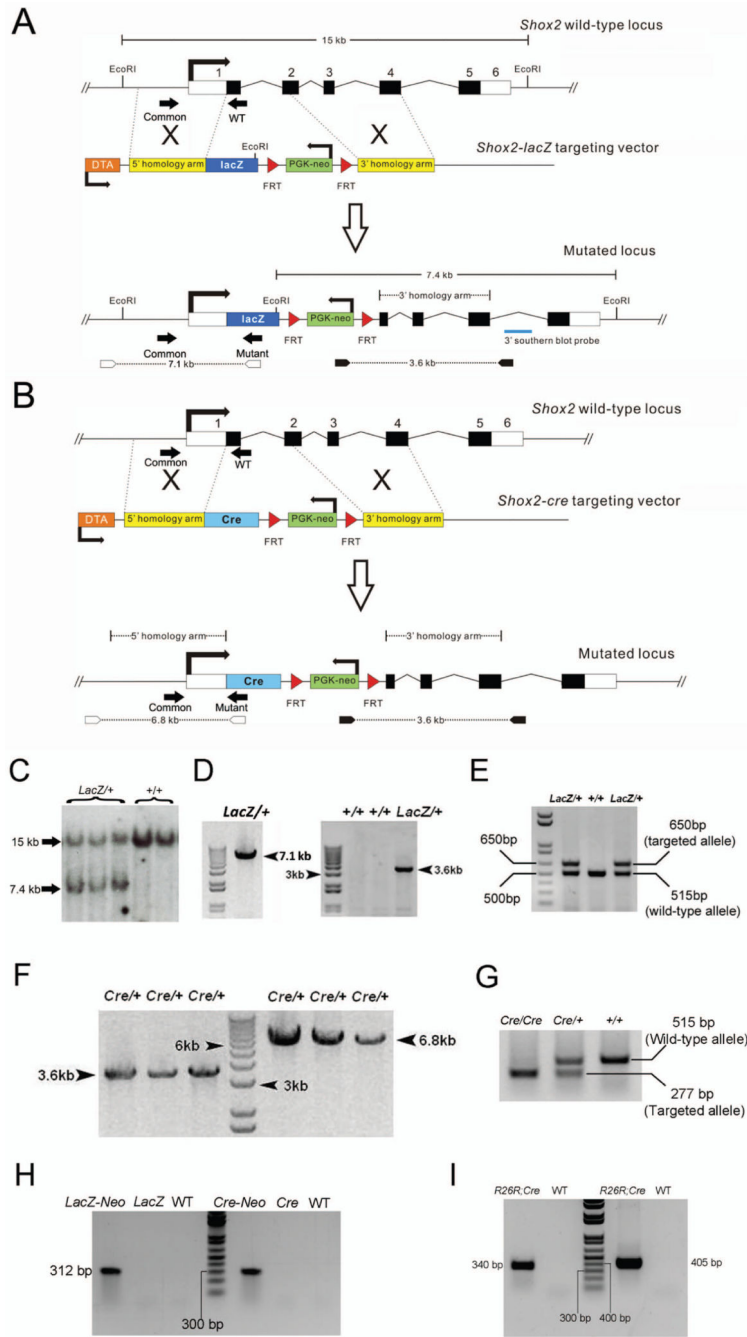 A
Shox2 wild-type locus
15 kb
EcoRI
EcoRI
1 2 3 4 5 6
Common
WT
X X
EcoRI
Shox2-lacZ targeting vector
DTA 5' homology arm lacZ PGK-neo 3' homology arm
FRT FRT
Mutated locus
7.4 kb
EcoRI EcoRI 3' homology arm EcoRI
lacZ PGK-neo
Common Mutant FRT FRT 3' southern blot probe
7.1 kb 3.6 kb
B
Shox2 wild-type locus
1 2 3 4 5 6
Common WT
X X
Shox2-cre targeting vector
DTA 5' homology arm Cre PGK-neo 3' homology arm
FRT FRT
5' homology arm 3' homology arm
Mutated locus
Cre PGK-neo
Common Mutant FRT FRT
6.8 kb 3.6 kb
C
LacZ/+ +/+
15 kb
7.4 kb
D
LacZ/+ +/+ +/+ LacZ/+
7.1 kb
3kb
3.6kb
E
LacZ/+ +/+ LacZ/+
650bp
500bp
650bp
(targeted allele)
515bp
(wild-type allele)
F
Cre/+ Cre/+ Cre/+ Cre/+ Cre/+ Cre/+
6kb
6.8kb
3.6kb
3kb
G
Cre/Cre Cre/+ +/+
515 bp
(Wild-type allele)
277 bp
(Targeted allele)
H
LacZ-Neo LacZ WT Cre-Neo Cre WT
312 bp
300 bp
I
R26R;Cre WT R26R;Cre WT
340 bp
405 bp
300 bp 400 bp